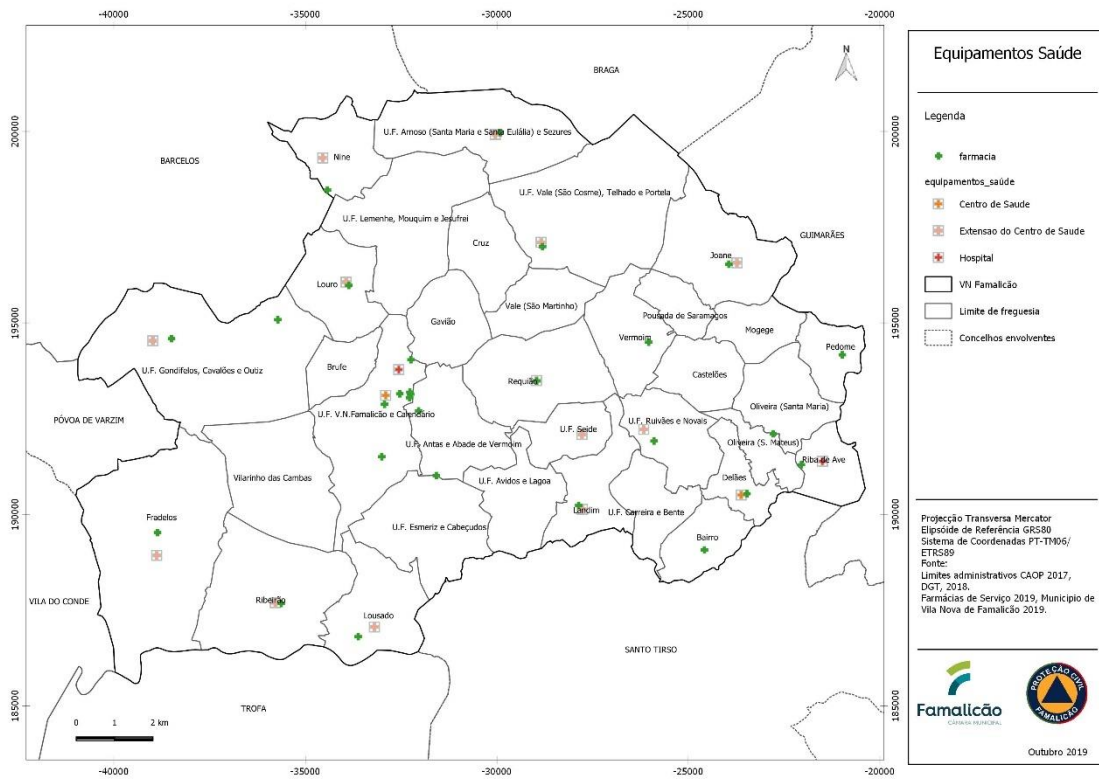 -40000
-35000
-30000
-25000
-20000
N
BRAGA
200000
200000
U.F. Arnoso (Santa Maria e Santa Eulália) e Sezures
BARCELOS
Nine
U.F. Vale (São Cosme), Telhado e Portela
U.F. Lemenhe, Mouquim e Jesufrei
GUIMARÃES
Cruz
Joane
Louro
Vale (São Martinho)
195000
195000
Gavião
Pousada de Saramagos
Mogege
Vermoim
Pedome
U.F. Gondifelos, Cavalões e Outiz
Brufe
Castelões
Requião
Oliveira (Santa Maria)
PÓVOA DE VARZIM
U.F. V.N.Famalicão e Calendário
U.F. Ruivães e Novais
U.F. Seide
U.F. Antas e Abade de Vermoim
Oliveira (S. Mateus)
Riba de Ave
Vilarinho das Cambas
U.F. Avidos e Lagoa
Delães
190000
190000
Fradelos
U.F. Esmeriz e Cabeçudos
Landim
U.F. Carreira e Bente
Bairro
VILA DO CONDE
Ribeirão
Lousado
SANTO TIRSO
185000
185000
TROFA
0 1 2 km
-40000
-35000
-30000
-25000
-20000
Equipamentos Saúde
Legenda
farmacia
equipamentos_saúde
Centro de Saude
Extensao do Centro de Saude
Hospital
VN Famalicão
Limite de freguesia
Concelhos envolventes
Projecção Transversa Mercator
Elipsóide de Referência GRS80
Sistema de Coordenadas PT-TM06/
ETRS89
Fonte:
Limites administrativos CAOP 2017,
DGT, 2018.
Farmácias de Serviço 2019, Municipio de
Vila Nova de Famalicão 2019.
Famalicão
CÂMARA MUNICIPAL
PROTEÇÃO CIVIL
FAMALICÃO
Outubro 2019